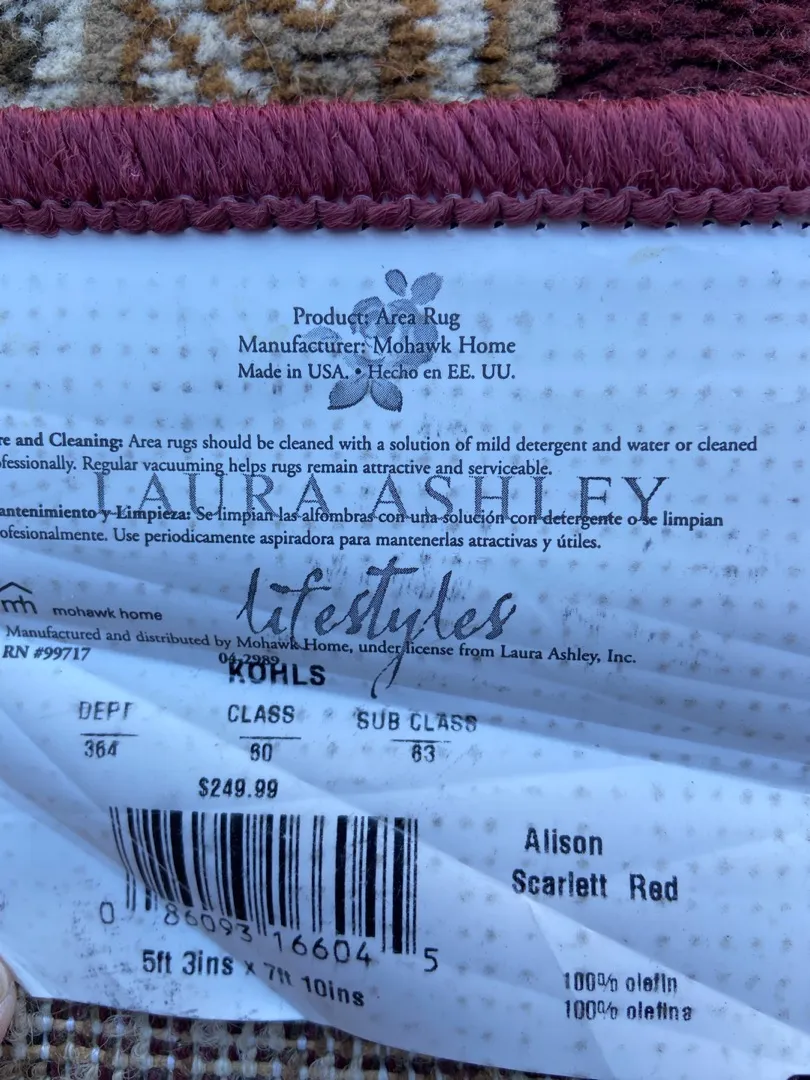 Product: Area Rug
Manufacturer: Mohawk Home
Made in USA. • Hecho en EE. UU.
re and Cleaning: Area rugs should be cleaned with a solution of mild detergent and water or cleaned
fessionally. Regular vacuuming helps rugs remain attractive and serviceable.
LAURA ASHLEY
antenimiento y Limpieza: Se limpian las alfombras con una solución con detergente o se limpian
ofesionalmente. Use periodicamente aspiradora para mantenerlas atractivas y útiles.
lifestyles
mohawk home
Manufactured and distributed by Mohawk Home, under license from Laura Ashley, Inc.
RN #99717
04-2989
KOHLS
DEPT CLASS SUB CLASS
364 60 63
$249.99
Alison
Scarlett Red
0 86093 16604 5
5ft 3ins x 7ft 10ins
100% olefin
100% olefina